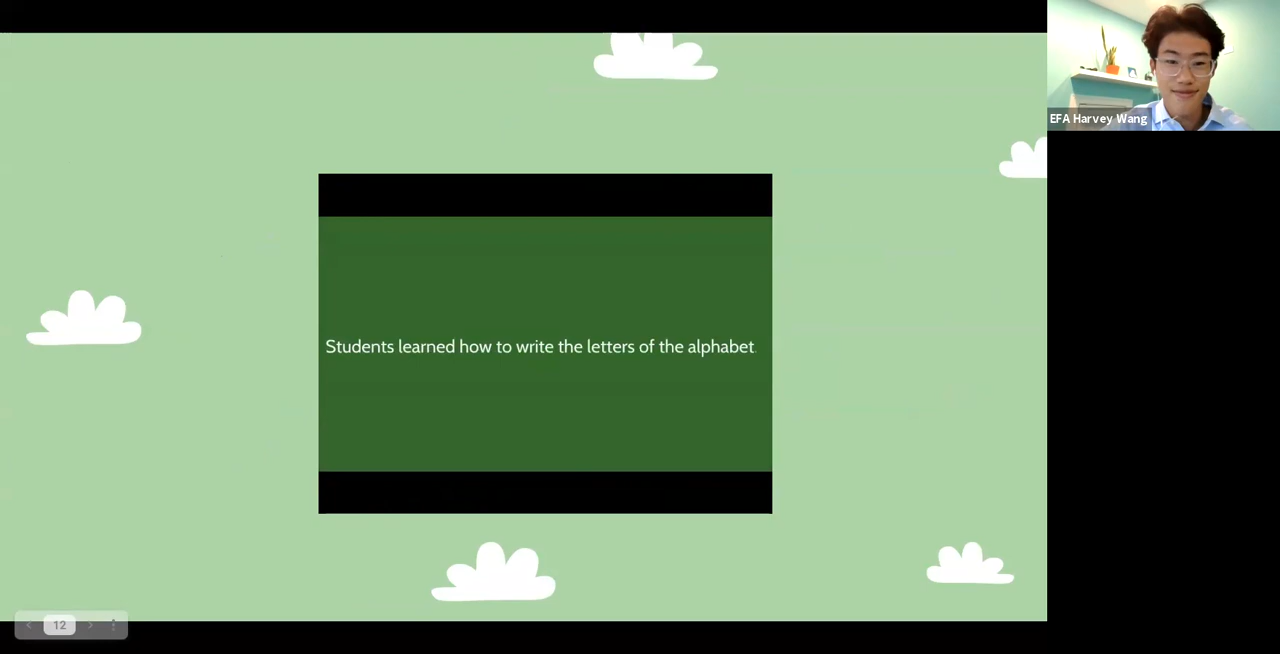 EFA Harvey Wang
Students learned how to write the letters of the alphabet.
12